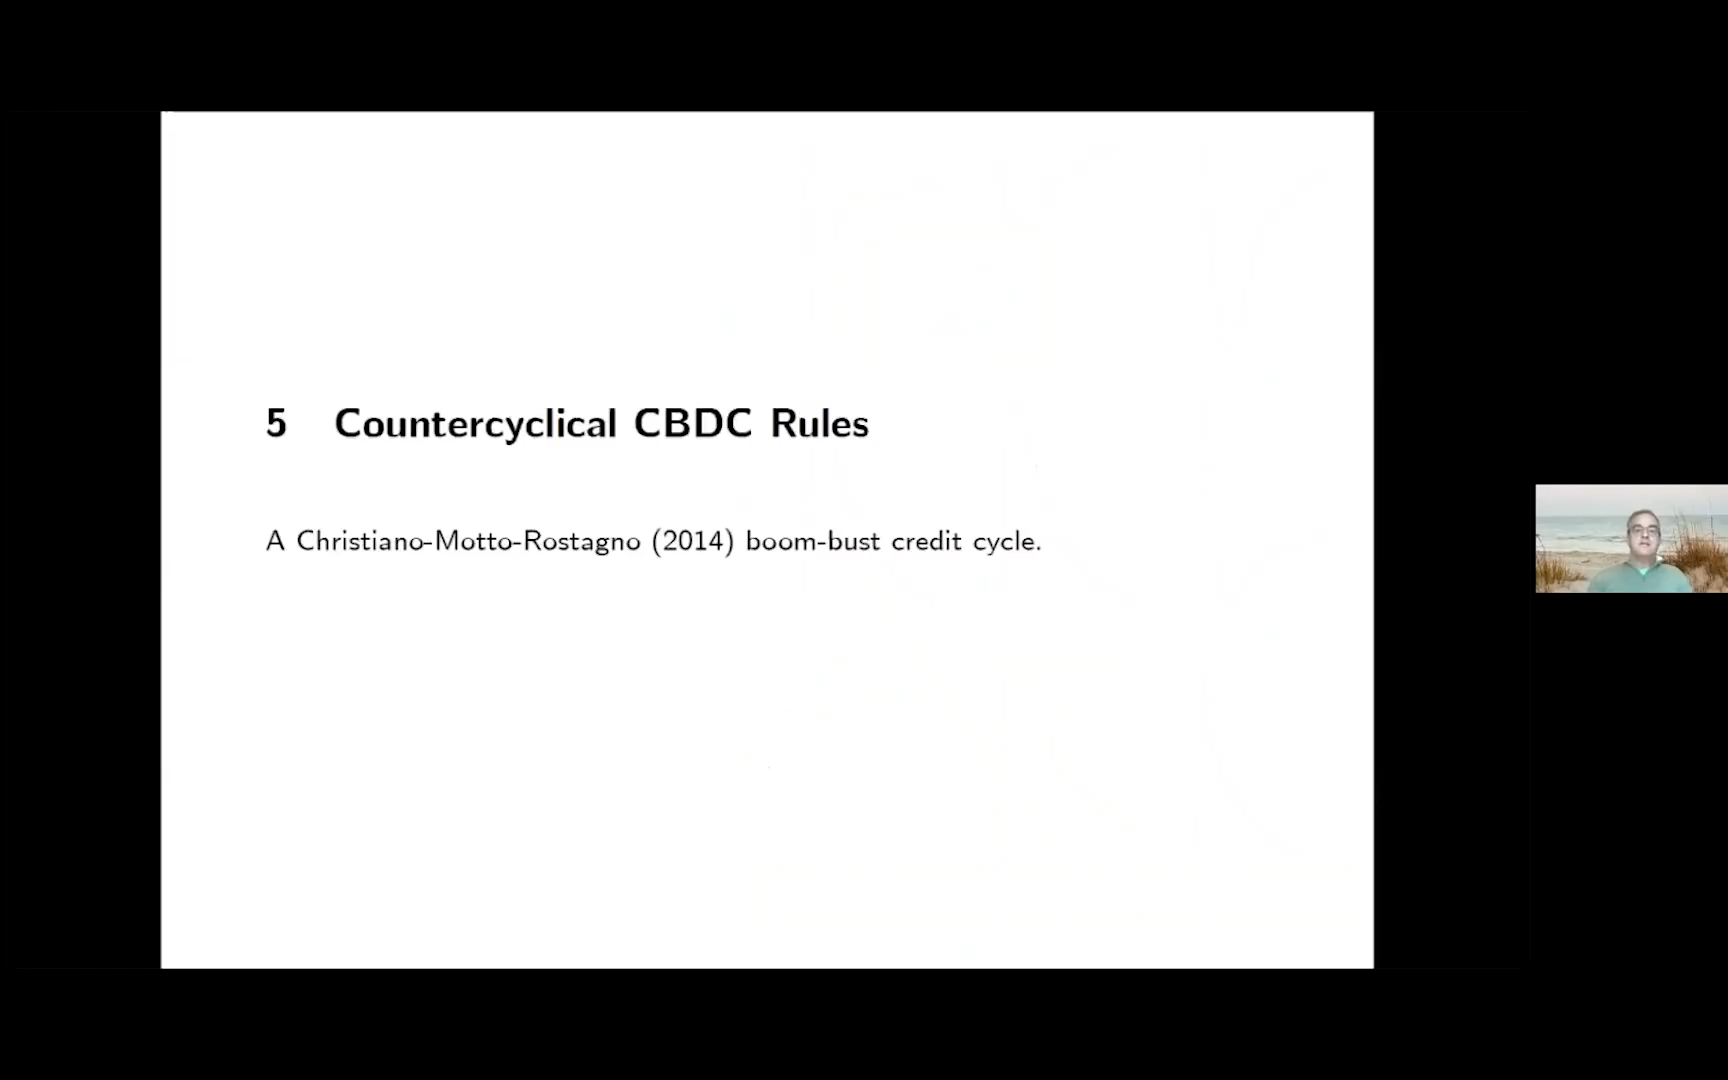 5 Countercyclical CBDC Rules
A Christiano-Motto-Rostagno (2014) boom-bust credit cycle.